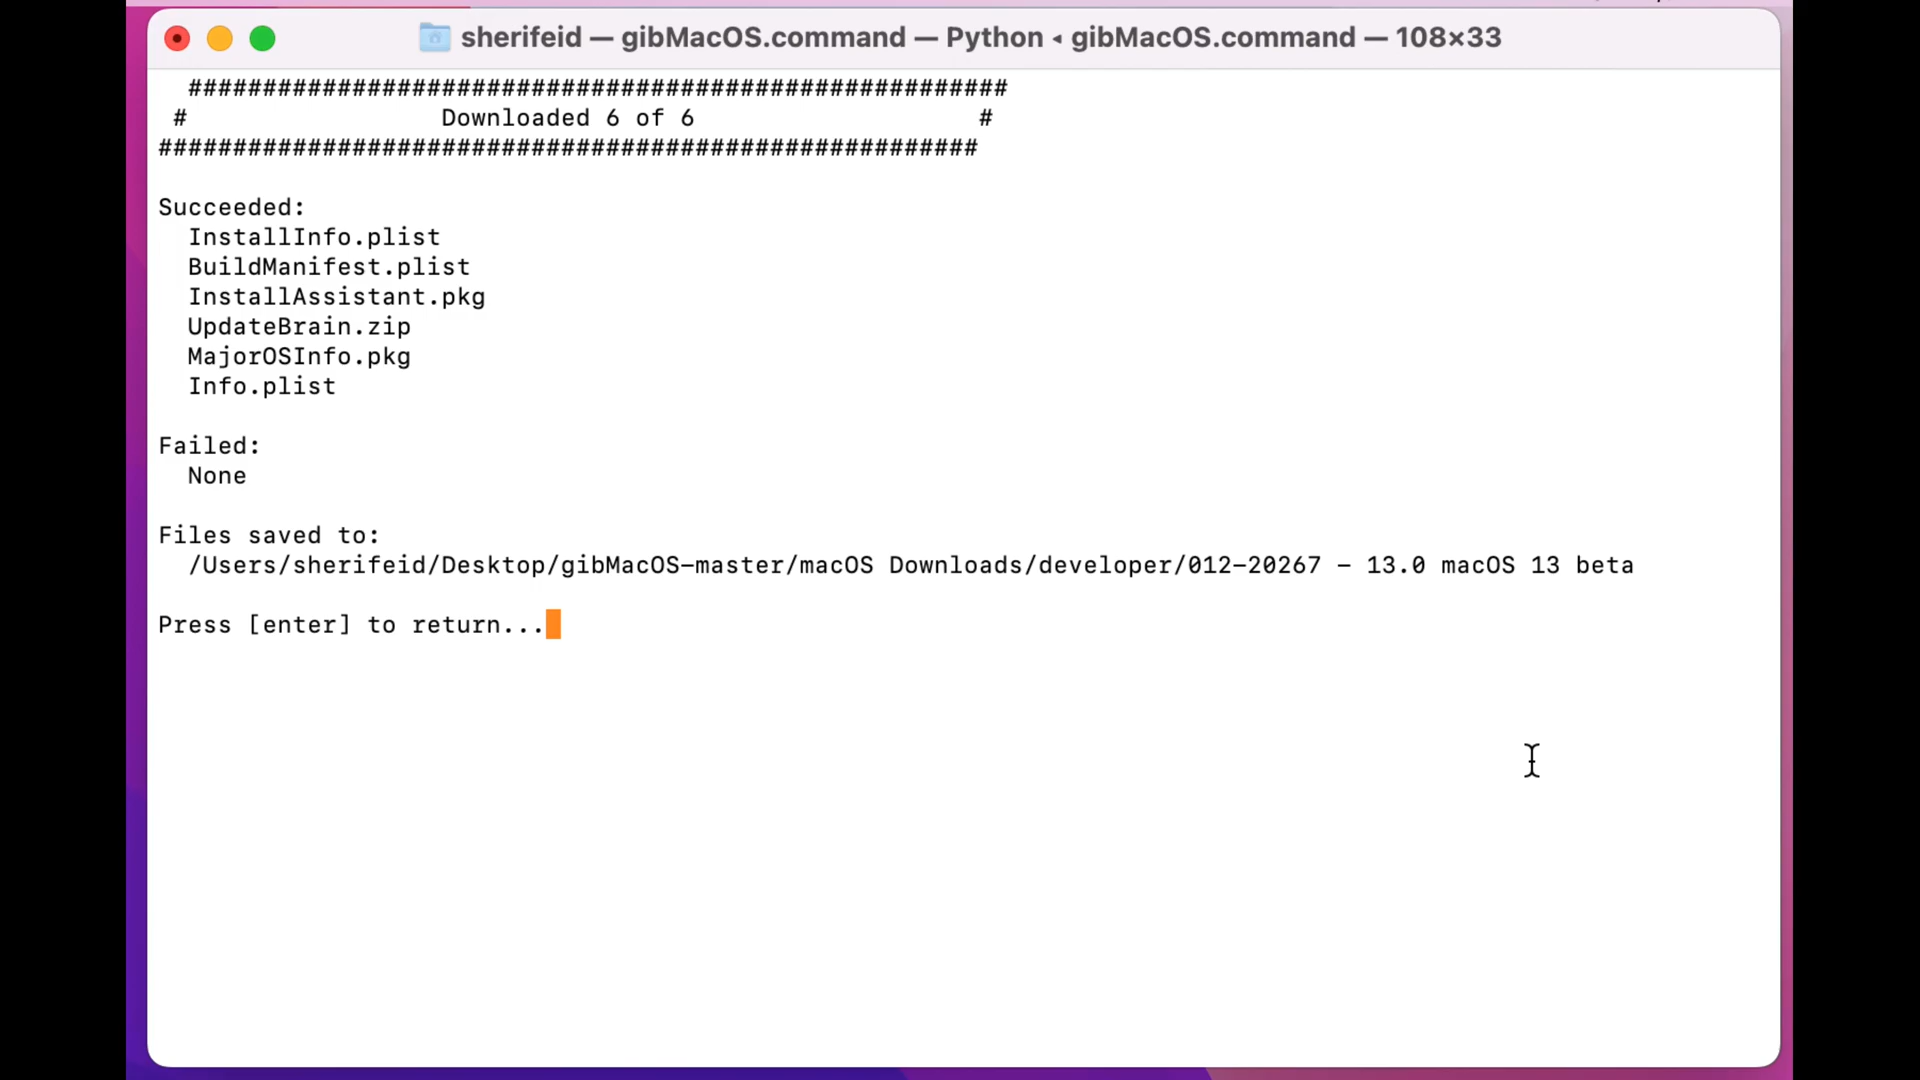 sherifeid — gibMacOS.command — Python ◂ gibMacOS.command — 108×33
#######################################################
# Downloaded 6 of 6 #
#######################################################
Succeeded:
InstallInfo.plist
BuildManifest.plist
InstallAssistant.pkg
UpdateBrain.zip
MajorOSInfo.pkg
Info.plist
Failed:
None
Files saved to:
/Users/sherifeid/Desktop/gibMacOS-master/macOS Downloads/developer/012-20267 - 13.0 macOS 13 beta
Press [enter] to return...